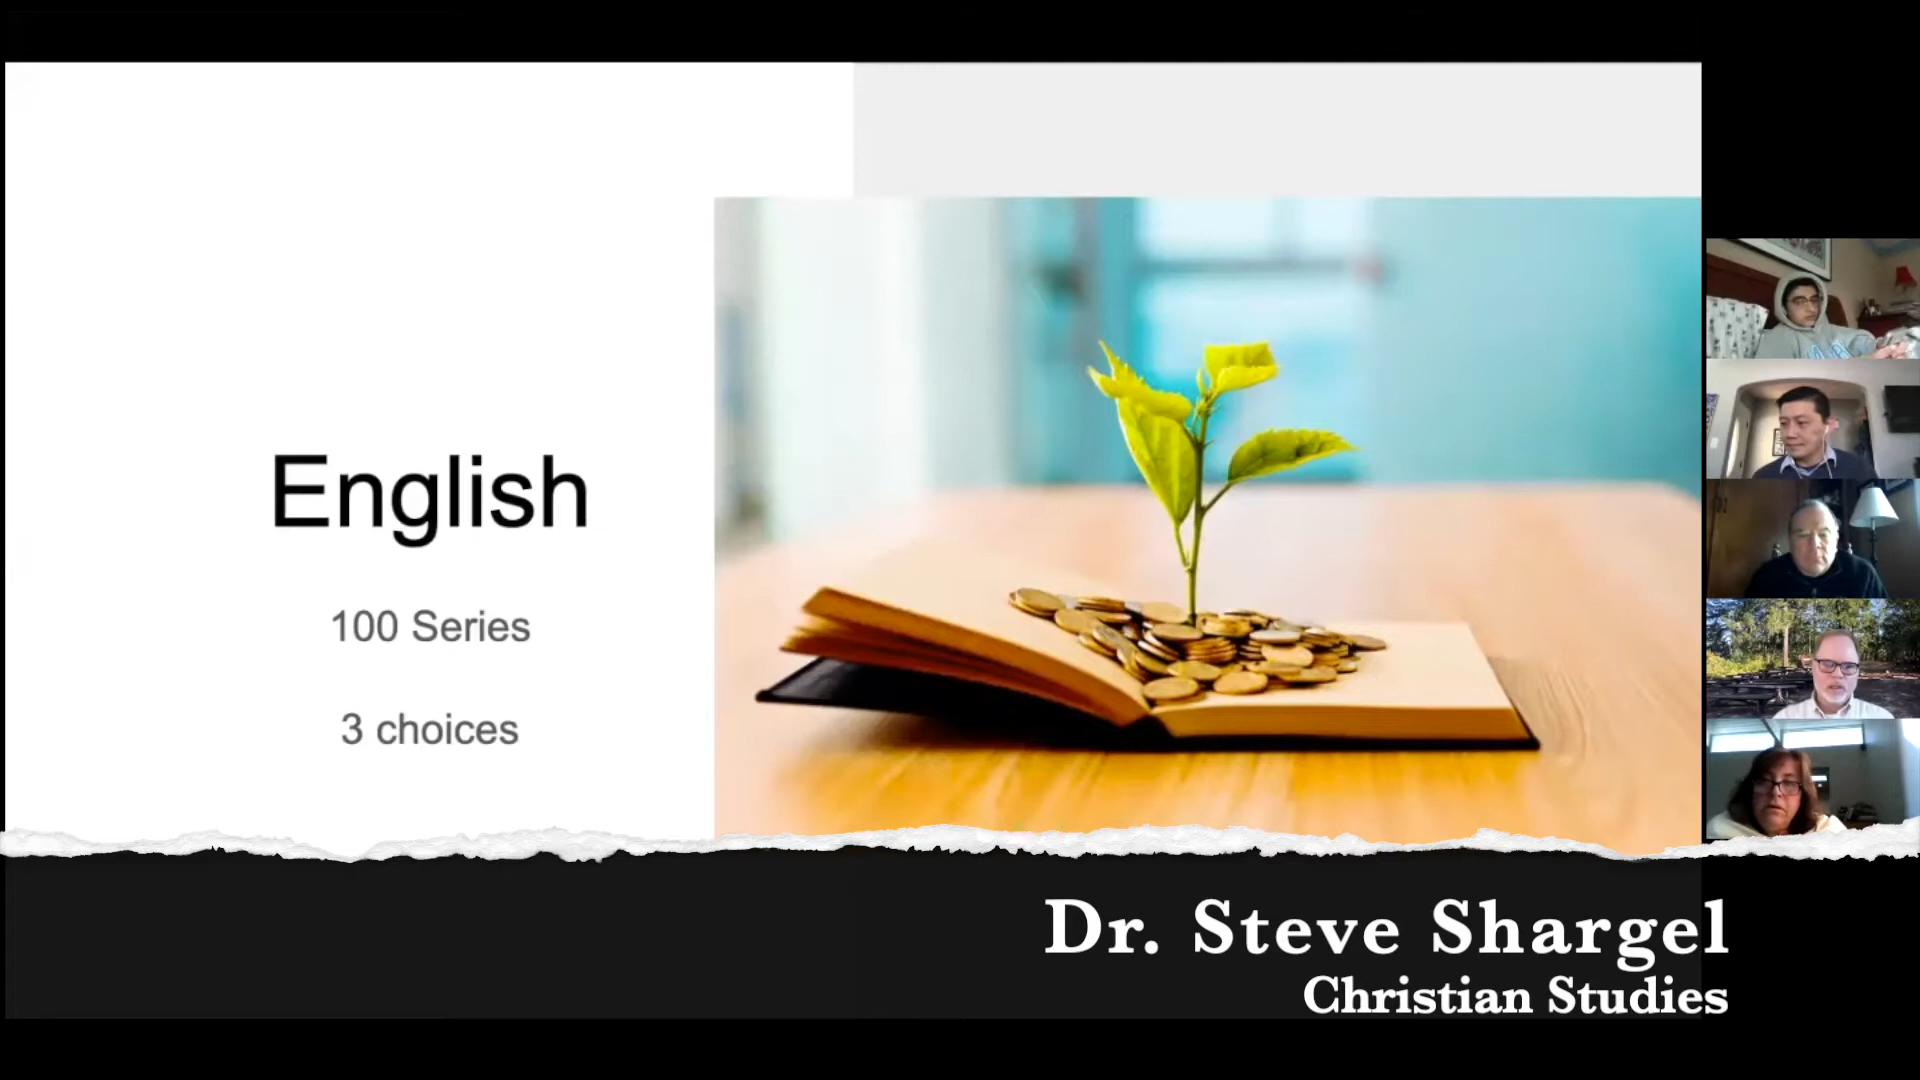 English
100 Series
3 choices
Dr. Steve Shargel
Christian Studies